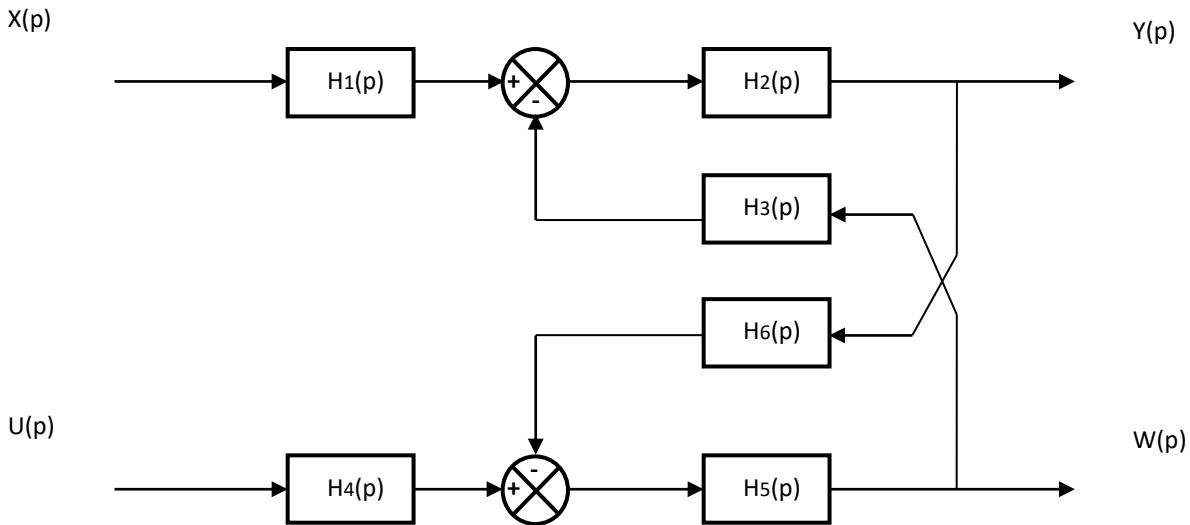 X(p)
Y(p)
H1(p)
+
-
H2(p)
H3(p)
H6(p)
U(p)
W(p)
H4(p)
-
+
H5(p)